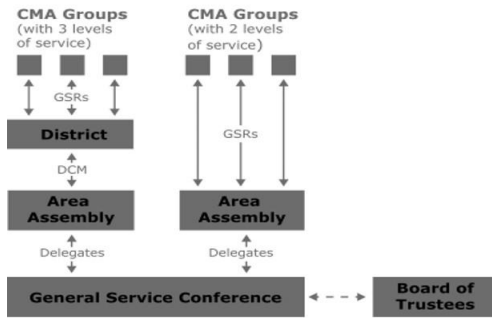 CMA Groups
(with 3 levels
of service)
CMA Groups
(with 2 levels
of service)
GSRs
District
DCM
Area
Assembly
GSRs
Area
Assembly
Delegates
Delegates
General Service Conference
Board of
Trustees